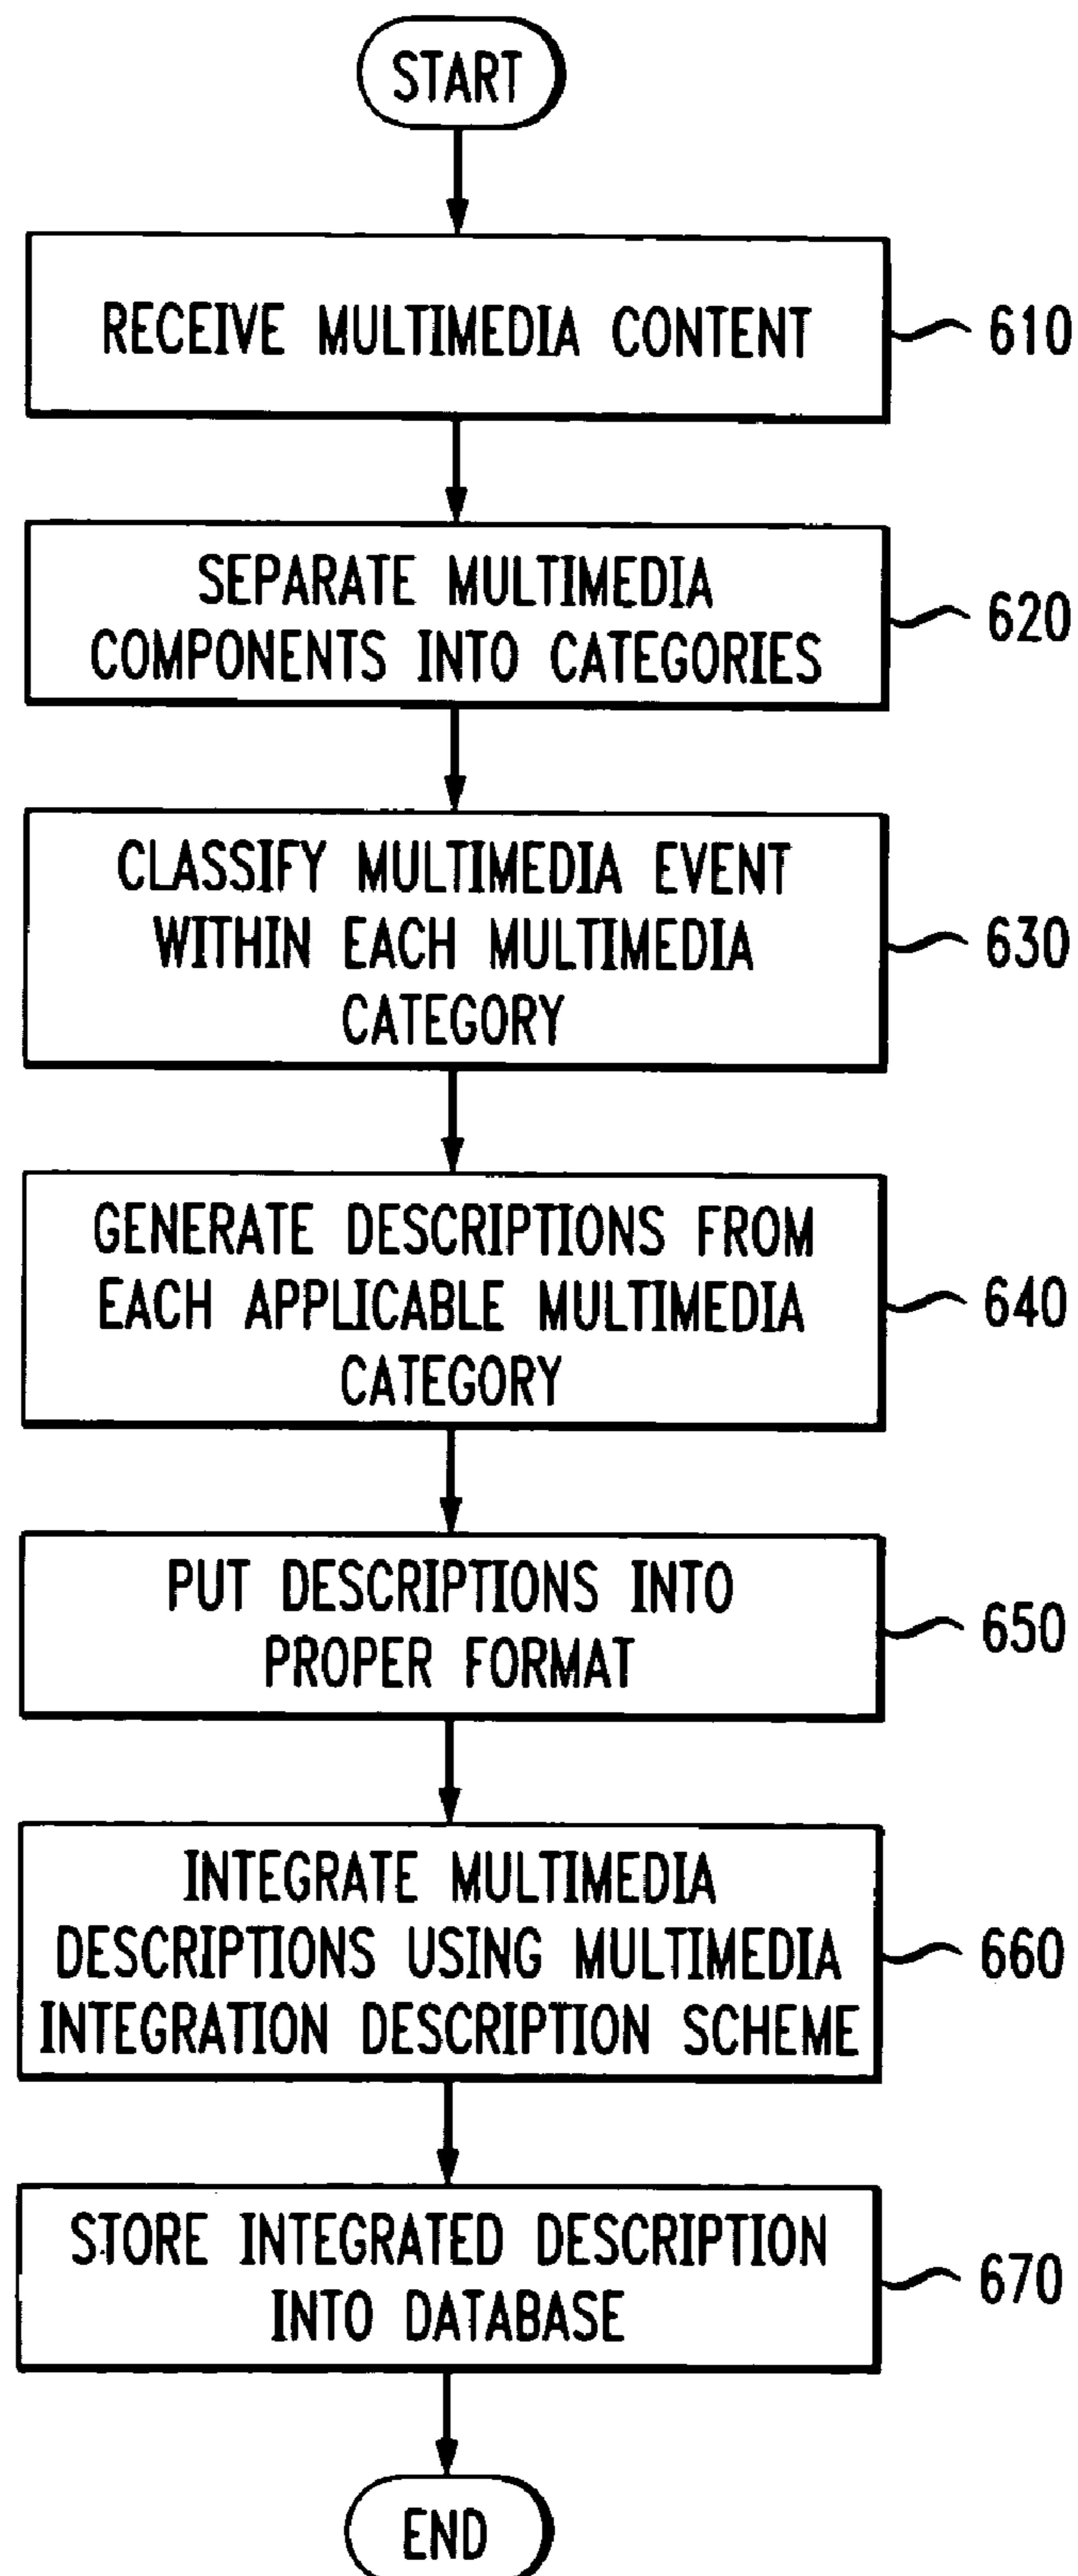 START
RECEIVE MULTIMEDIA CONTENT
610
SEPARATE MULTIMEDIA
COMPONENTS INTO CATEGORIES
620
CLASSIFY MULTIMEDIA EVENT
WITHIN EACH MULTIMEDIA
CATEGORY
630
GENERATE DESCRIPTIONS FROM
EACH APPLICABLE MULTIMEDIA
CATEGORY
640
PUT DESCRIPTIONS INTO
PROPER FORMAT
650
INTEGRATE MULTIMEDIA
DESCRIPTIONS USING MULTIMEDIA
INTEGRATION DESCRIPTION SCHEME
660
STORE INTEGRATED DESCRIPTION
INTO DATABASE
670
END